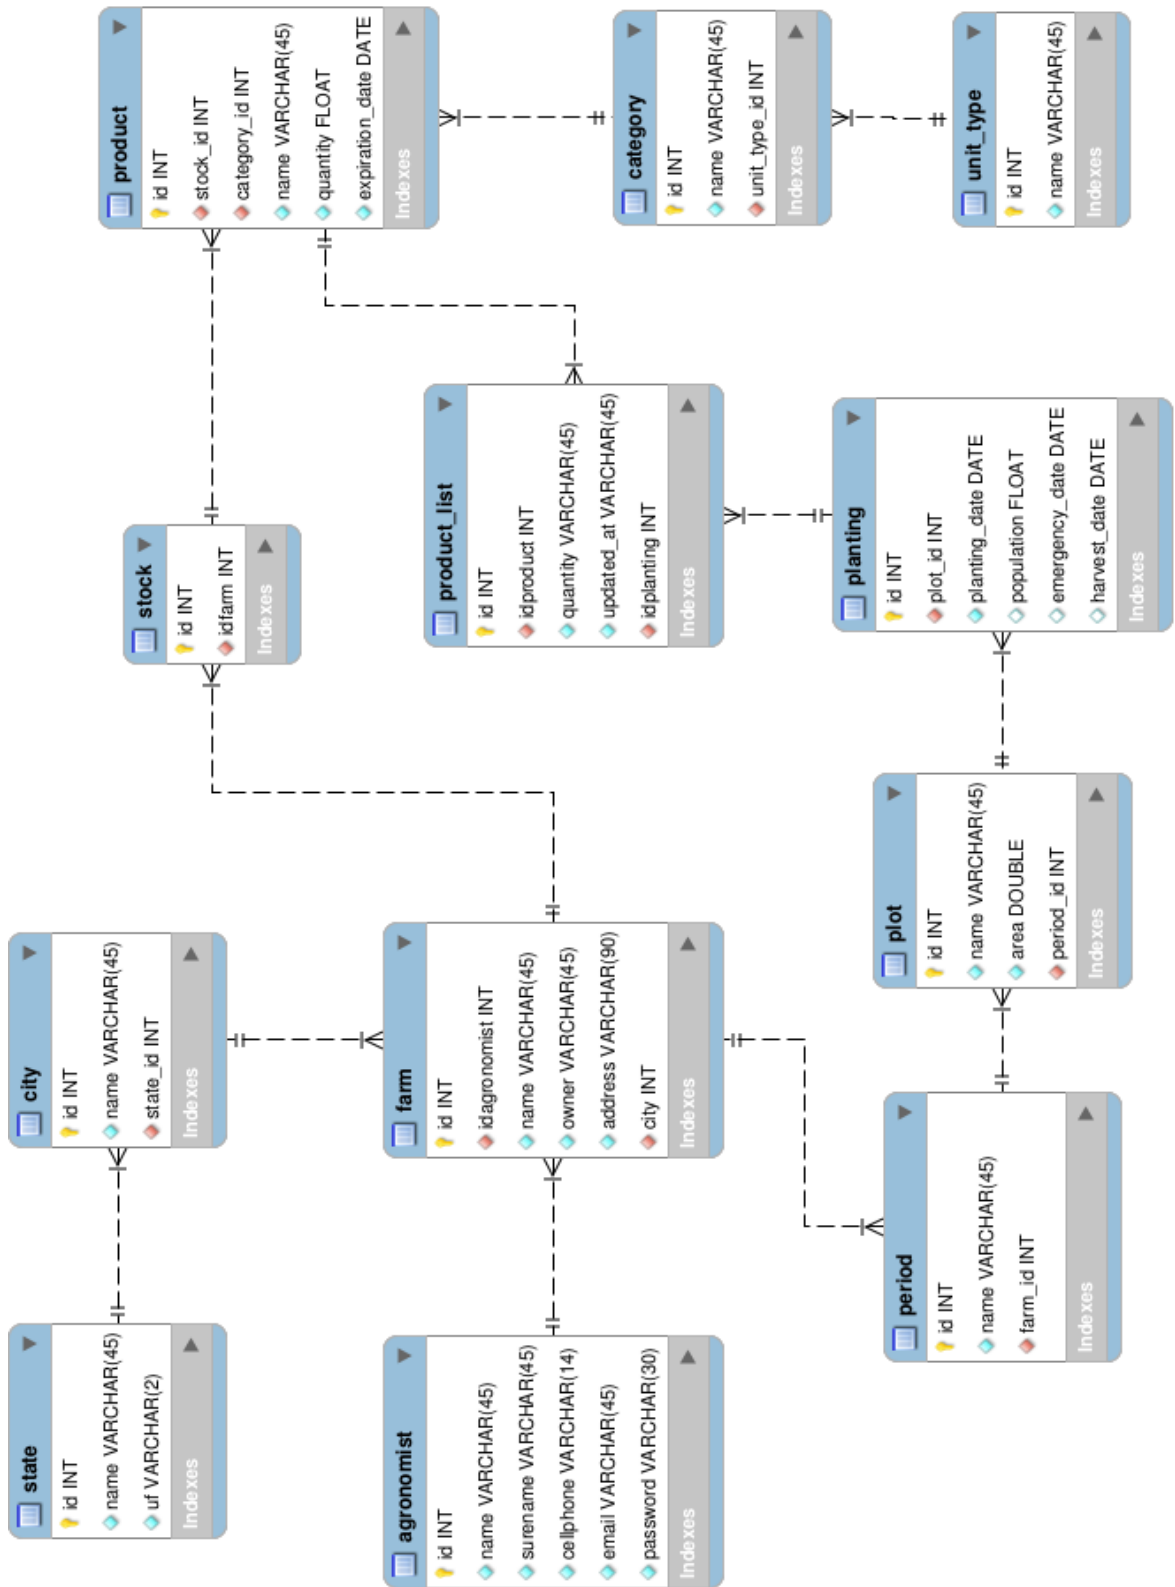 state
id INT
name VARCHAR(45)
uf VARCHAR(2)
Indexes
city
id INT
name VARCHAR(45)
state_id INT
Indexes
stock
id INT
idfarm INT
Indexes
product
id INT
stock_id INT
category_id INT
name VARCHAR(45)
quantity FLOAT
expiration_date DATE
Indexes
agronomist
id INT
name VARCHAR(45)
surename VARCHAR(45)
cellphone VARCHAR(14)
email VARCHAR(45)
password VARCHAR(30)
Indexes
farm
id INT
idagronomist INT
name VARCHAR(45)
owner VARCHAR(45)
address VARCHAR(90)
city INT
Indexes
product_list
id INT
idproduct INT
quantity VARCHAR(45)
updated_at VARCHAR(45)
idplanting INT
Indexes
category
id INT
name VARCHAR(45)
unit_type_id INT
Indexes
period
id INT
name VARCHAR(45)
farm_id INT
Indexes
plot
id INT
name VARCHAR(45)
area DOUBLE
period_id INT
Indexes
planting
id INT
plot_id INT
planting_date DATE
population FLOAT
emergency_date DATE
harvest_date DATE
Indexes
unit_type
id INT
name VARCHAR(45)
Indexes